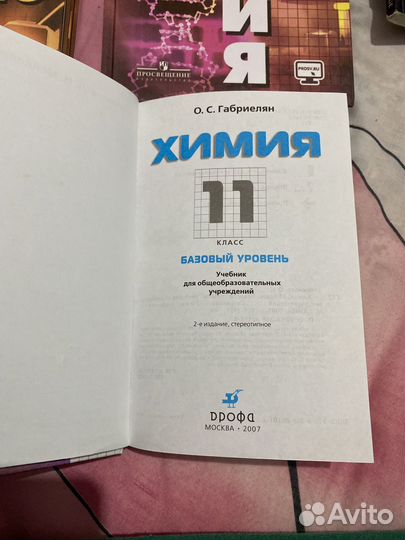 ИЯ
ПРОСВЕЩЕНИЕ
PROSV.RU
О. С. Габриелян
ХИМИЯ
11
КЛАСС
БАЗОВЫЙ УРОВЕНЬ
Учебник
для общеобразовательных
учреждений
2-е издание, стереотипное
ДРОФА
МОСКВА • 2007
Avito